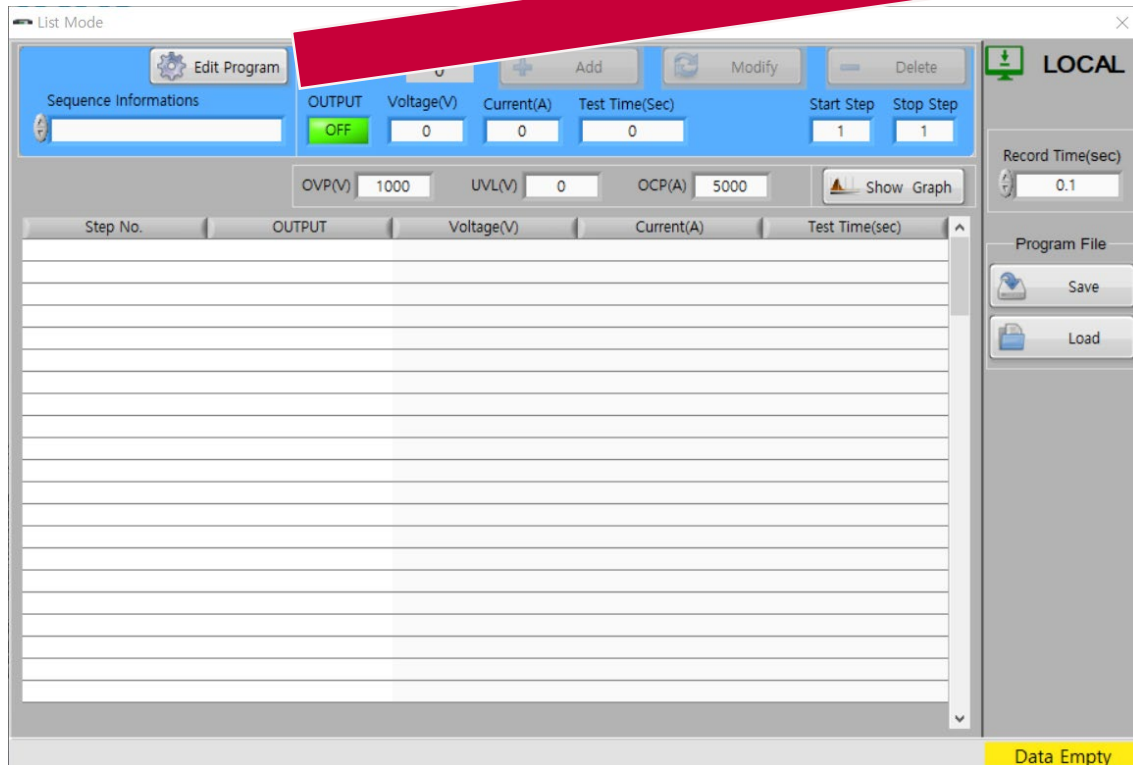 List Mode
Edit Program
Add
Modify
Delete
LOCAL
Sequence Informations
OUTPUT
Voltage(V)
Current(A)
Test Time(Sec)
Start Step
Stop Step
OFF
0
0
0
1
1
Record Time(sec)
0.1
OVP(V)
1000
UVL(V)
0
OCP(A)
5000
Show Graph
Step No.
OUTPUT
Voltage(V)
Current(A)
Test Time(sec)
Program File
Save
Load
Data Empty